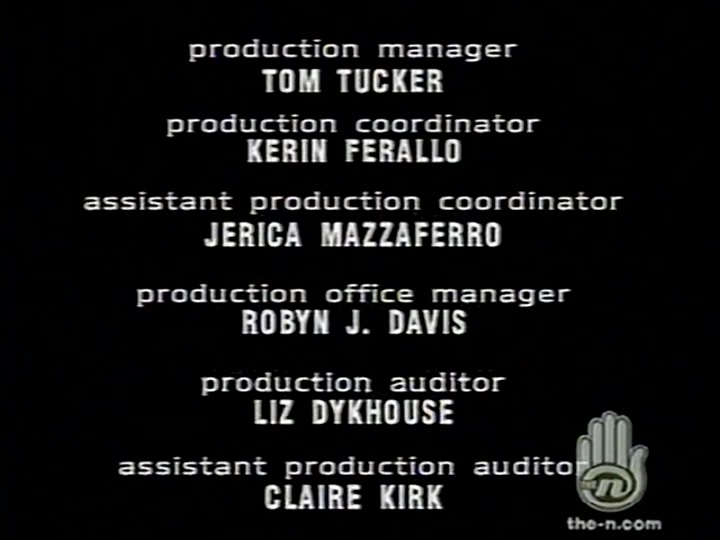 production manager
TOM TUCKER
production coordinator
KERIN FERALLO
assistant production coordinator
JERICA MAZZAFERRO
production office manager
ROBYN J. DAVIS
production auditor
LIZ DYKHOUSE
assistant production auditor
CLAIRE KIRK
THE n
the-n.com